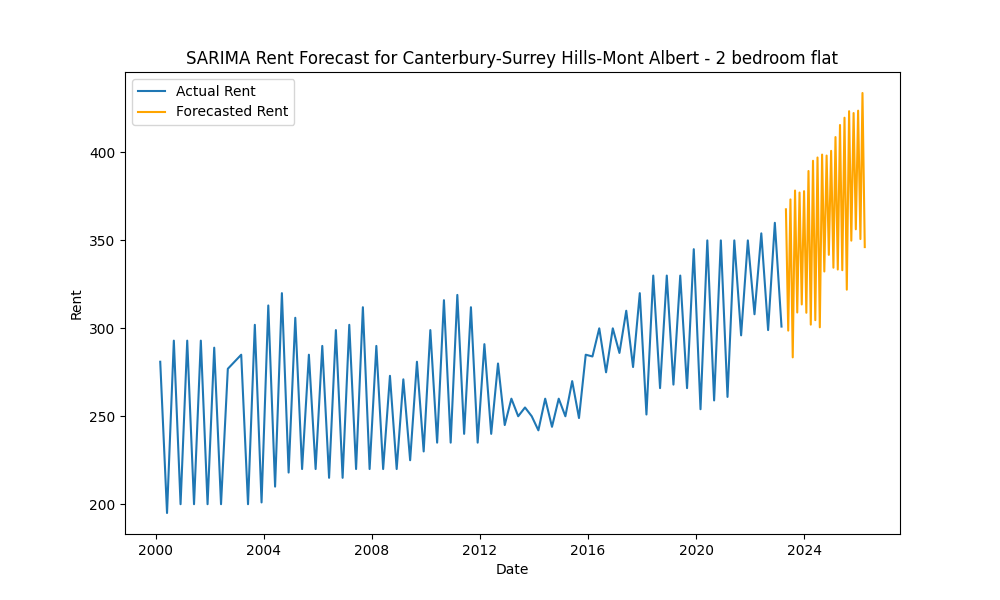 SARIMA Rent Forecast for Canterbury-Surrey Hills-Mont Albert - 2 bedroom flat
Actual Rent
Forecasted Rent
400
350
300
250
200
Rent
2000 2004 2008 2012 2016 2020 2024
Date